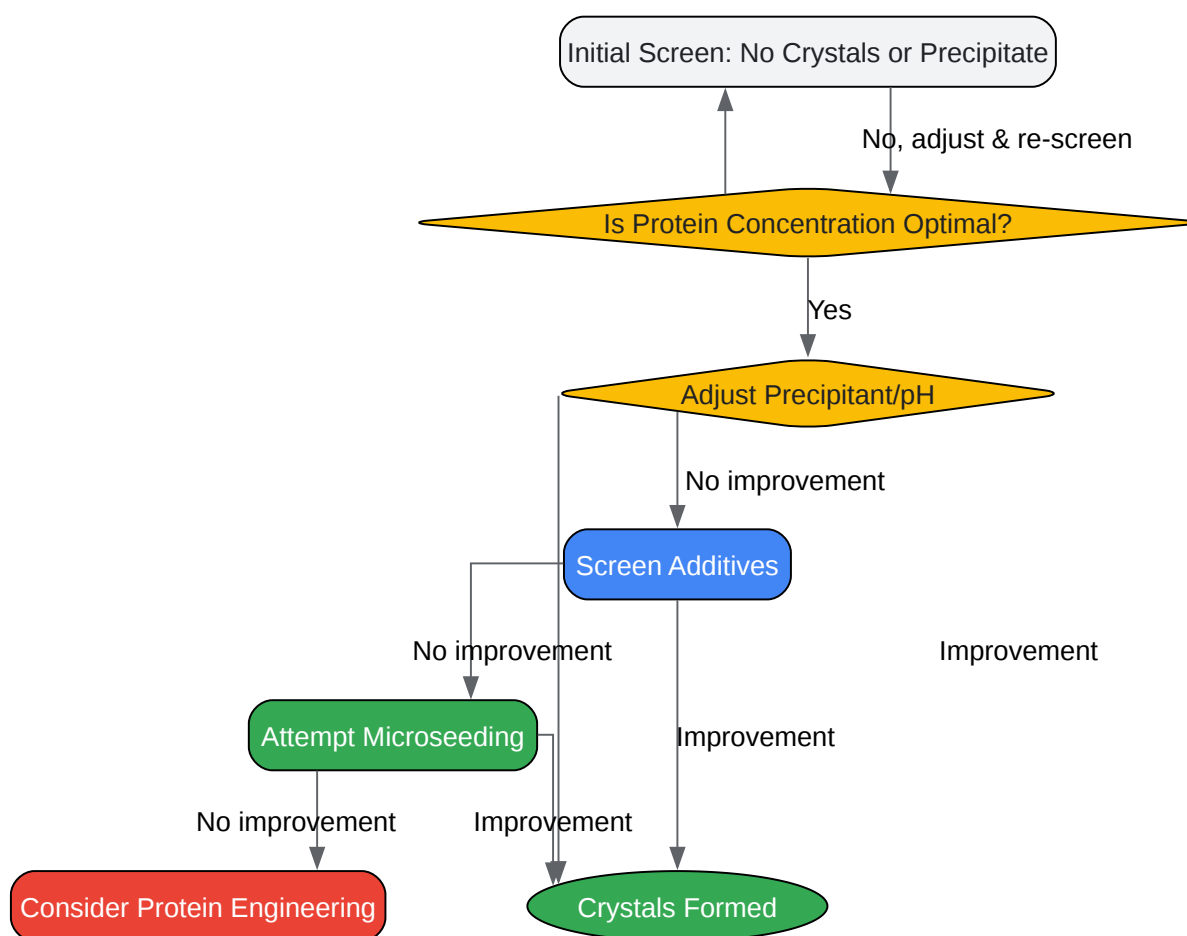 Initial Screen: No Crystals or Precipitate
No, adjust & re-screen
Is Protein Concentration Optimal?
Yes
Adjust Precipitant/pH
No improvement
Screen Additives
No improvement
Improvement
Attempt Microseeding
Improvement
No improvement
Improvement
Consider Protein Engineering
Crystals Formed